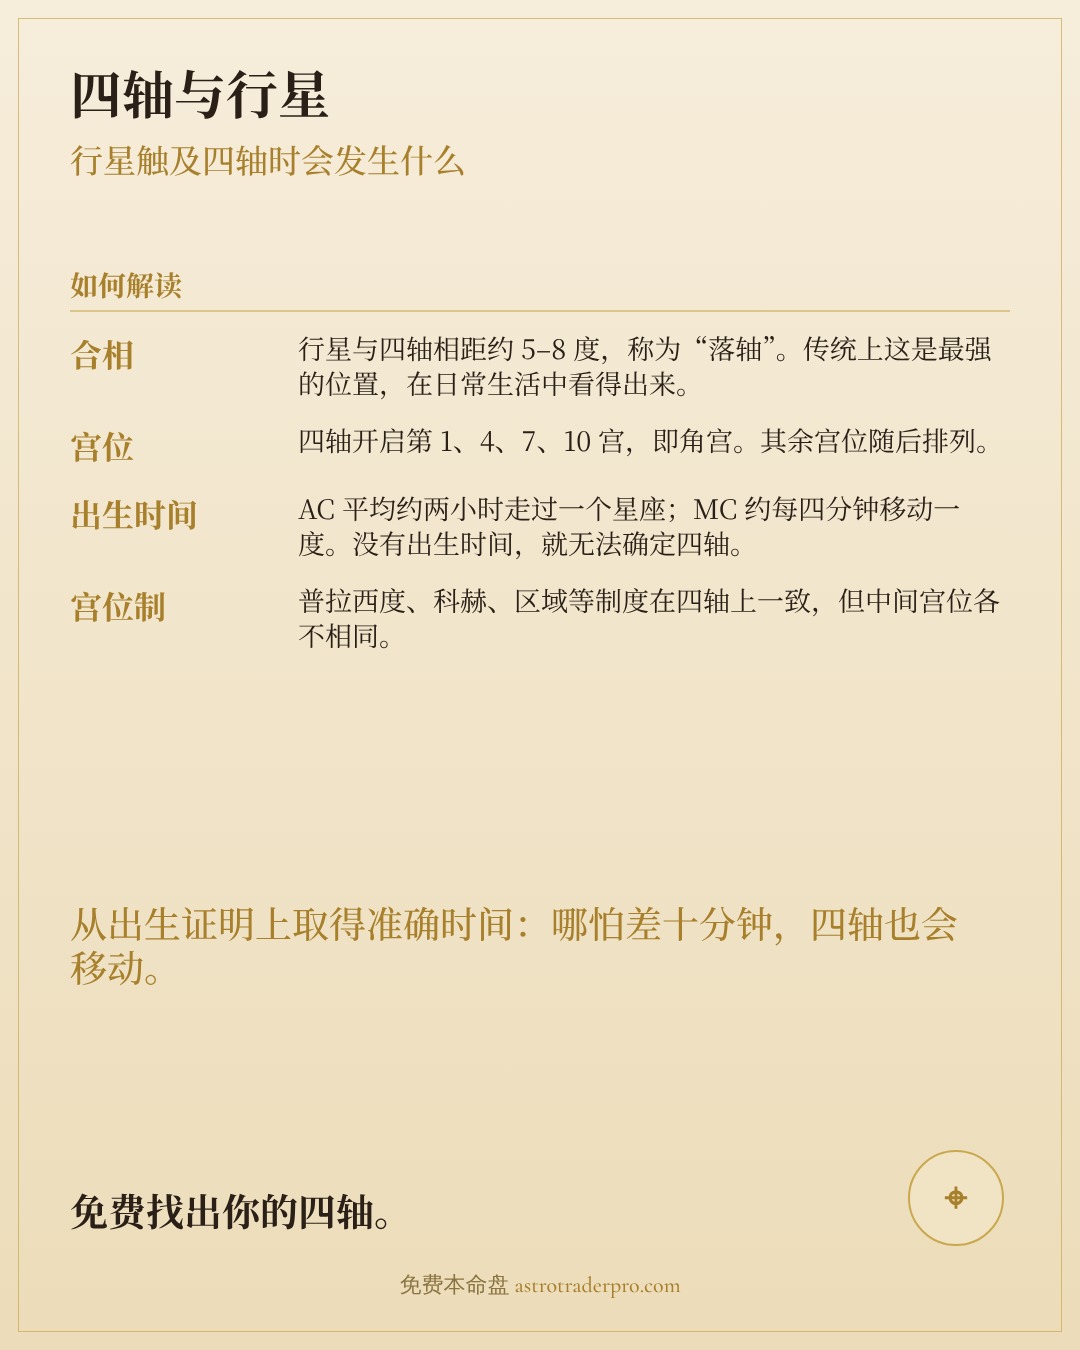 四轴与行星
行星触及四轴时会发生什么
如何解读
合相
行星与四轴相距约 5–8 度，称为“落轴”。传统上这是最强
的位置，在日常生活中看得出来。
宫位
四轴开启第 1、4、7、10 宫，即角宫。其余宫位随后排列。
出生时间
AC 平均约两小时走过一个星座；MC 约每四分钟移动一
度。没有出生时间，就无法确定四轴。
宫位制
普拉西度、科赫、区域等制度在四轴上一致，但中间宫位各
不相同。
从出生证明上取得准确时间：哪怕差十分钟，四轴也会
移动。
免费找出你的四轴。
免费本命盘 astrotraderpro.com